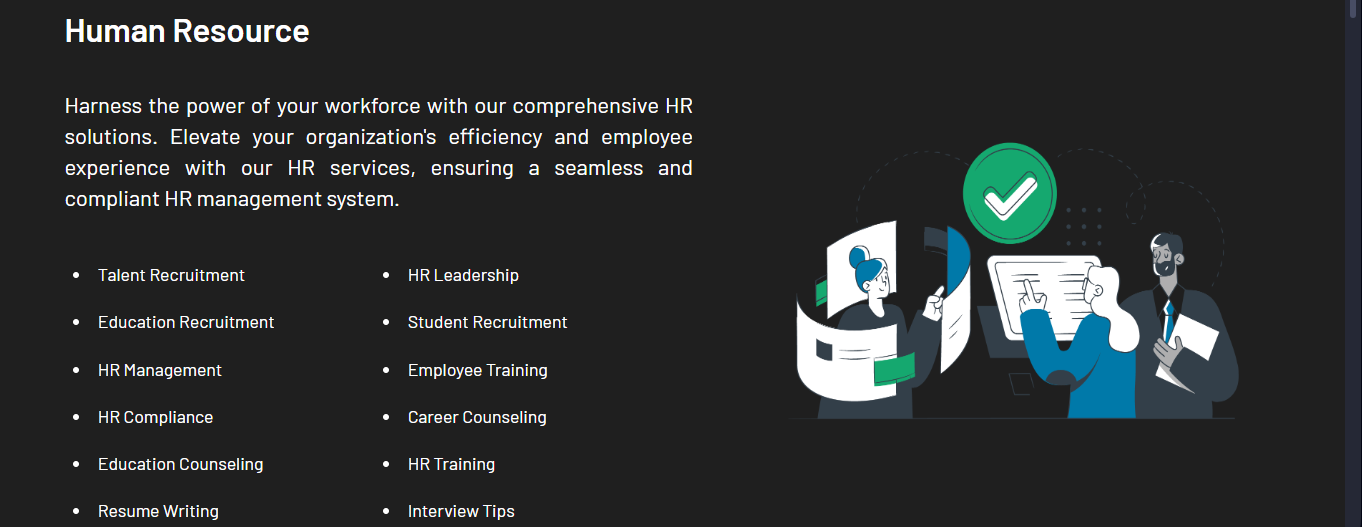 Human Resource
Harness the power of your workforce with our comprehensive HR
solutions. Elevate your organization's efficiency and employee
experience with our HR services, ensuring a seamless and
compliant HR management system.
• Talent Recruitment
• Education Recruitment
• HR Management
• HR Compliance
• Education Counseling
• Resume Writing
• HR Leadership
• Student Recruitment
• Employee Training
• Career Counseling
• HR Training
• Interview Tips